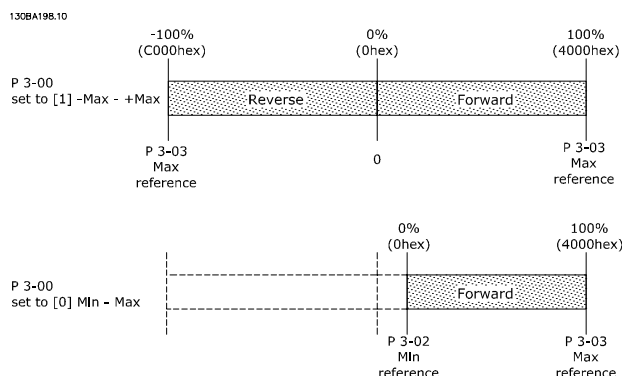 130BA198.10
-100%
(C000hex)
0%
(0hex)
100%
(4000hex)
P 3-00
set to [1] -Max - +Max
Reverse
Forward
P 3-03
Max
reference
0
P 3-03
Max
reference
0%
(0hex)
100%
(4000hex)
P 3-00
set to [0] MIn - Max
Forward
P 3-02
MIn
reference
P 3-03
Max
reference